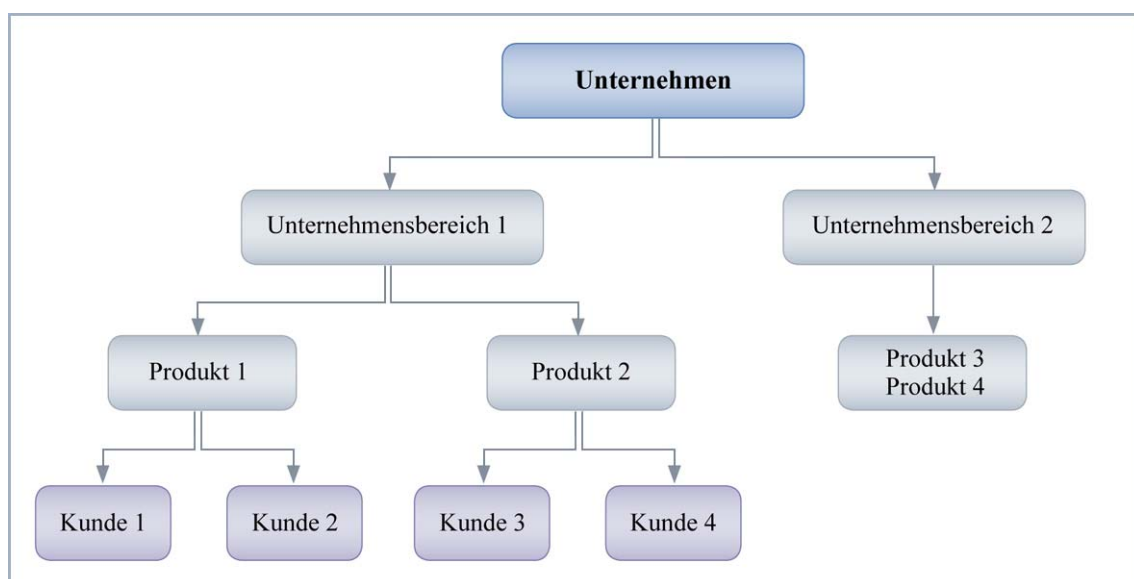 Unternehmen
Unternehmensbereich 1
Unternehmensbereich 2
Produkt 1
Produkt 2
Produkt 3
Produkt 4
Kunde 1
Kunde 2
Kunde 3
Kunde 4